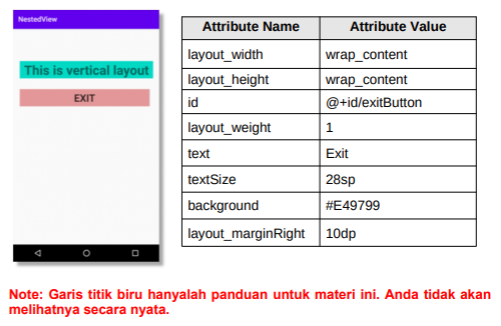 NestedView
This is vertical layout
EXIT
Attribute Name Attribute Value
layout_width wrap_content
layout_height wrap_content
id @+id/exitButton
layout_weight 1
text Exit
textSize 28sp
background #E49799
layout_marginRight 10dp
Note: Garis titik biru hanyalah panduan untuk materi ini. Anda tidak akan
melihatnya secara nyata.